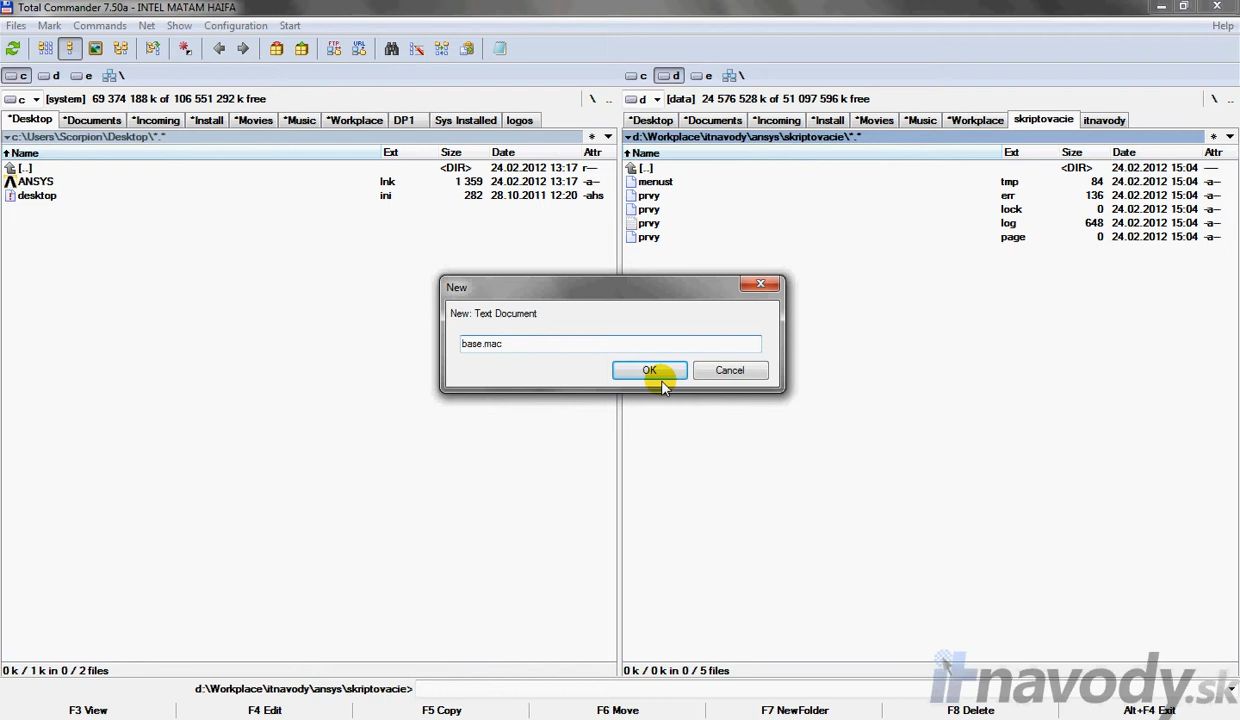 Total Commander 7.50a - INTEL MATAM HAIFA
Files Mark Commands Net Show Configuration Start Help
FTP URL
c d e \ c d e \
c [system] 69 374 188 k of 106 551 292 k free \ .. d [data] 24 576 528 k of 51 097 596 k free \ ..
*Desktop *Documents *Incoming *Install *Movies *Music *Workplace DP1 Sys Installed logos *Desktop *Documents *Incoming *Install *Movies *Music *Workplace skriptovacie itnavody
c:\Users\Scorpion\Desktop\*.* * d:\Workplace\itnavody\ansys\skriptovacie\*.* *
Name Ext Size Date Attr Name Ext Size Date Attr
[..] <DIR> 24.02.2012 13:17 r— [..] <DIR> 24.02.2012 15:04 —
ANSYS lnk 1 359 24.02.2012 13:17 -a– menust tmp 84 24.02.2012 15:04 -a–
desktop ini 282 28.10.2011 12:20 -ahs prvy err 136 24.02.2012 15:04 -a–
prvy lock 0 24.02.2012 15:04 -a–
prvy log 648 24.02.2012 15:04 -a–
prvy page 0 24.02.2012 15:04 -a–
New
New: Text Document
base.mac
OK Cancel
0 k / 1 k in 0 / 2 files 0 k / 0 k in 0 / 5 files
d:\Workplace\itnavody\ansys\skriptovacie>
itnavody.sk
F3 View F4 Edit F5 Copy F6 Move F7 NewFolder F8 Delete Alt+F4 Exit